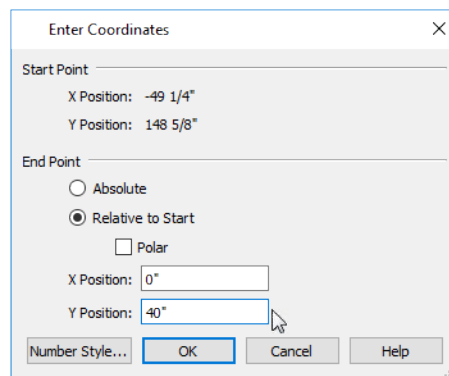 Enter Coordinates
Start Point
X Position: -49 1/4"
Y Position: 148 5/8"
End Point
Absolute
Relative to Start
Polar
X Position: 0"
Y Position: 40"
Number Style... OK Cancel Help